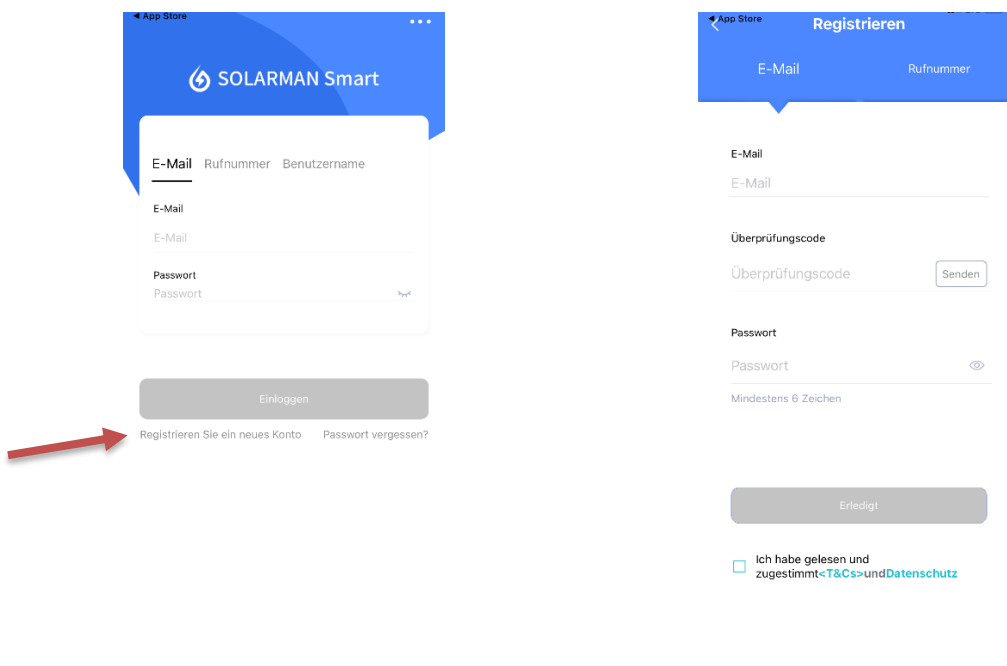 App Store
SOLARMAN Smart
E-Mail Rufnummer Benutzername
E-Mail
E-Mail
Passwort
Passwort
Einloggen
Registrieren Sie ein neues Konto Passwort vergessen?
App Store
Registrieren
E-Mail Rufnummer
E-Mail
E-Mail
Überprüfungscode
Überprüfungscode Senden
Passwort
Passwort
Mindestens 6 Zeichen
Erledigt
Ich habe gelesen und
zugestimmt<T&Cs>undDatenschutz